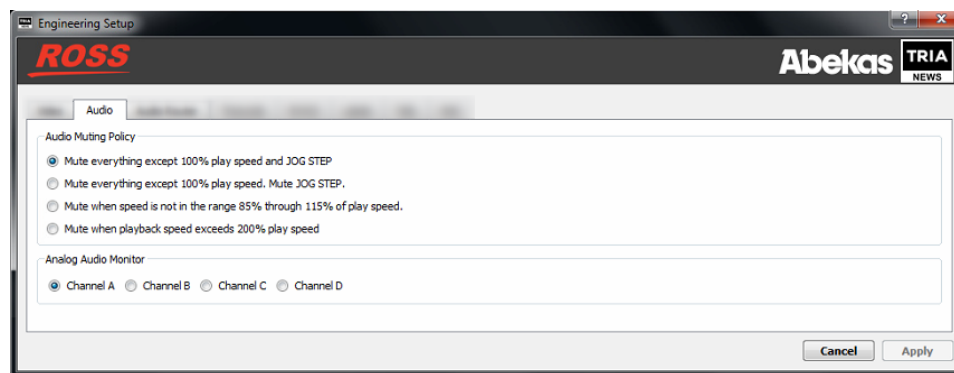 Engineering Setup
ROSS
Abekas TRIA NEWS
Audio
Audio Muting Policy
Mute everything except 100% play speed and JOG STEP
Mute everything except 100% play speed. Mute JOG STEP.
Mute when speed is not in the range 85% through 115% of play speed.
Mute when playback speed exceeds 200% play speed
Analog Audio Monitor
Channel A Channel B Channel C Channel D
Cancel Apply